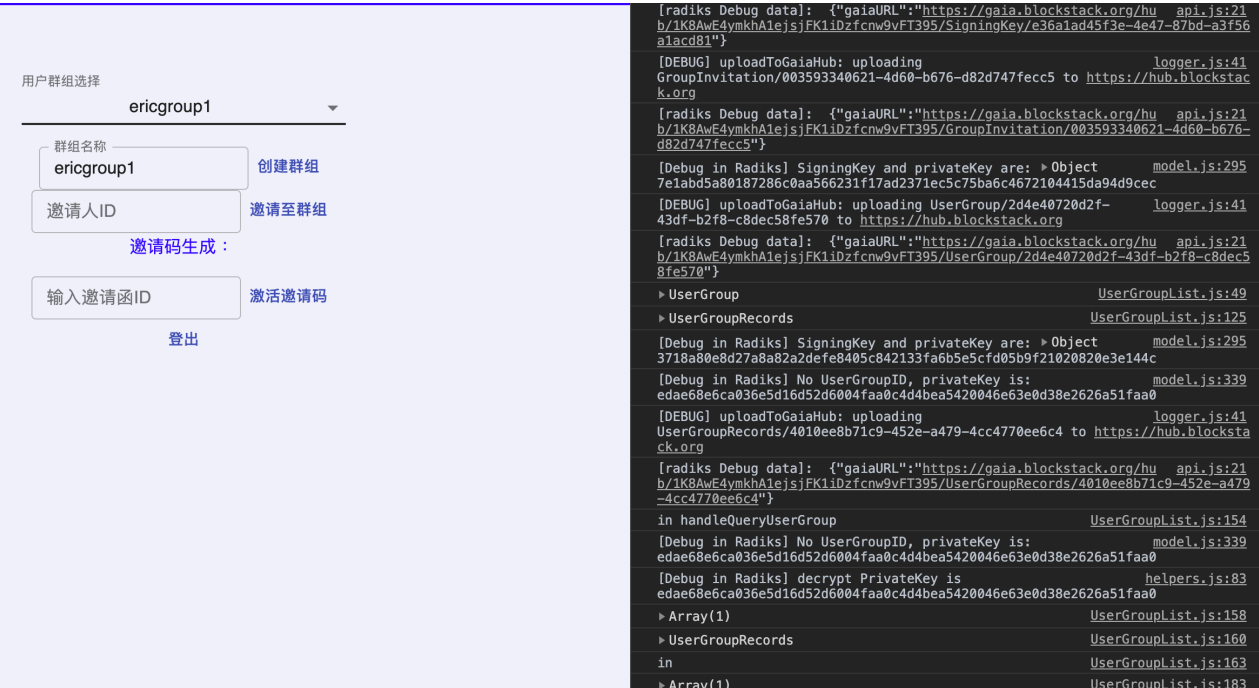 用户群组选择
ericgroup1
群组名称
ericgroup1
创建群组
邀请人ID
邀请至群组
邀请码生成：
输入邀请函ID
激活邀请码
登出
[radiks Debug data]: {"gaiaURL":"https://gaia.blockstack.org/hu api.js:21
b/1K8AwE4ymkhA1ejsjFK1iDzfcnw9vFT395/SigningKey/e36a1ad45f3e-4e47-87bd-a3f56
a1acd81"}
[DEBUG] uploadToGaiaHub: uploading logger.js:41
GroupInvitation/003593340621-4d60-b676-d82d747fecc5 to https://hub.blockstac
k.org
[radiks Debug data]: {"gaiaURL":"https://gaia.blockstack.org/hu api.js:21
b/1K8AwE4ymkhA1ejsjFK1iDzfcnw9vFT395/GroupInvitation/003593340621-4d60-b676-
d82d747fecc5"}
[Debug in Radiks] SigningKey and privateKey are: Object model.js:295
7e1abd5a80187286c0aa566231f17ad2371ec5c75ba6c4672104415da94d9cec
[DEBUG] uploadToGaiaHub: uploading UserGroup/2d4e40720d2f- logger.js:41
43df-b2f8-c8dec58fe570 to https://hub.blockstack.org
[radiks Debug data]: {"gaiaURL":"https://gaia.blockstack.org/hu api.js:21
b/1K8AwE4ymkhA1ejsjFK1iDzfcnw9vFT395/UserGroup/2d4e40720d2f-43df-b2f8-c8dec5
8fe570"}
UserGroup UserGroupList.js:49
UserGroupRecords UserGroupList.js:125
[Debug in Radiks] SigningKey and privateKey are: Object model.js:295
3718a80e8d27a8a82a2defe8405c842133fa6b5e5cfd05b9f21020820e3e144c
[Debug in Radiks] No UserGroupID, privateKey is: model.js:339
edae68e6ca036e5d16d52d6004faa0c4d4bea5420046e63e0d38e2626a51faa0
[DEBUG] uploadToGaiaHub: uploading logger.js:41
UserGroupRecords/4010ee8b71c9-452e-a479-4cc4770ee6c4 to https://hub.blocksta
ck.org
[radiks Debug data]: {"gaiaURL":"https://gaia.blockstack.org/hu api.js:21
b/1K8AwE4ymkhA1ejsjFK1iDzfcnw9vFT395/UserGroupRecords/4010ee8b71c9-452e-a479
-4cc4770ee6c4"}
in handleQueryUserGroup UserGroupList.js:154
[Debug in Radiks] No UserGroupID, privateKey is: model.js:339
edae68e6ca036e5d16d52d6004faa0c4d4bea5420046e63e0d38e2626a51faa0
[Debug in Radiks] decrypt PrivateKey is helpers.js:83
edae68e6ca036e5d16d52d6004faa0c4d4bea5420046e63e0d38e2626a51faa0
Array(1) UserGroupList.js:158
UserGroupRecords UserGroupList.js:160
in UserGroupList.js:163
Array(1) UserGroupList.js:183